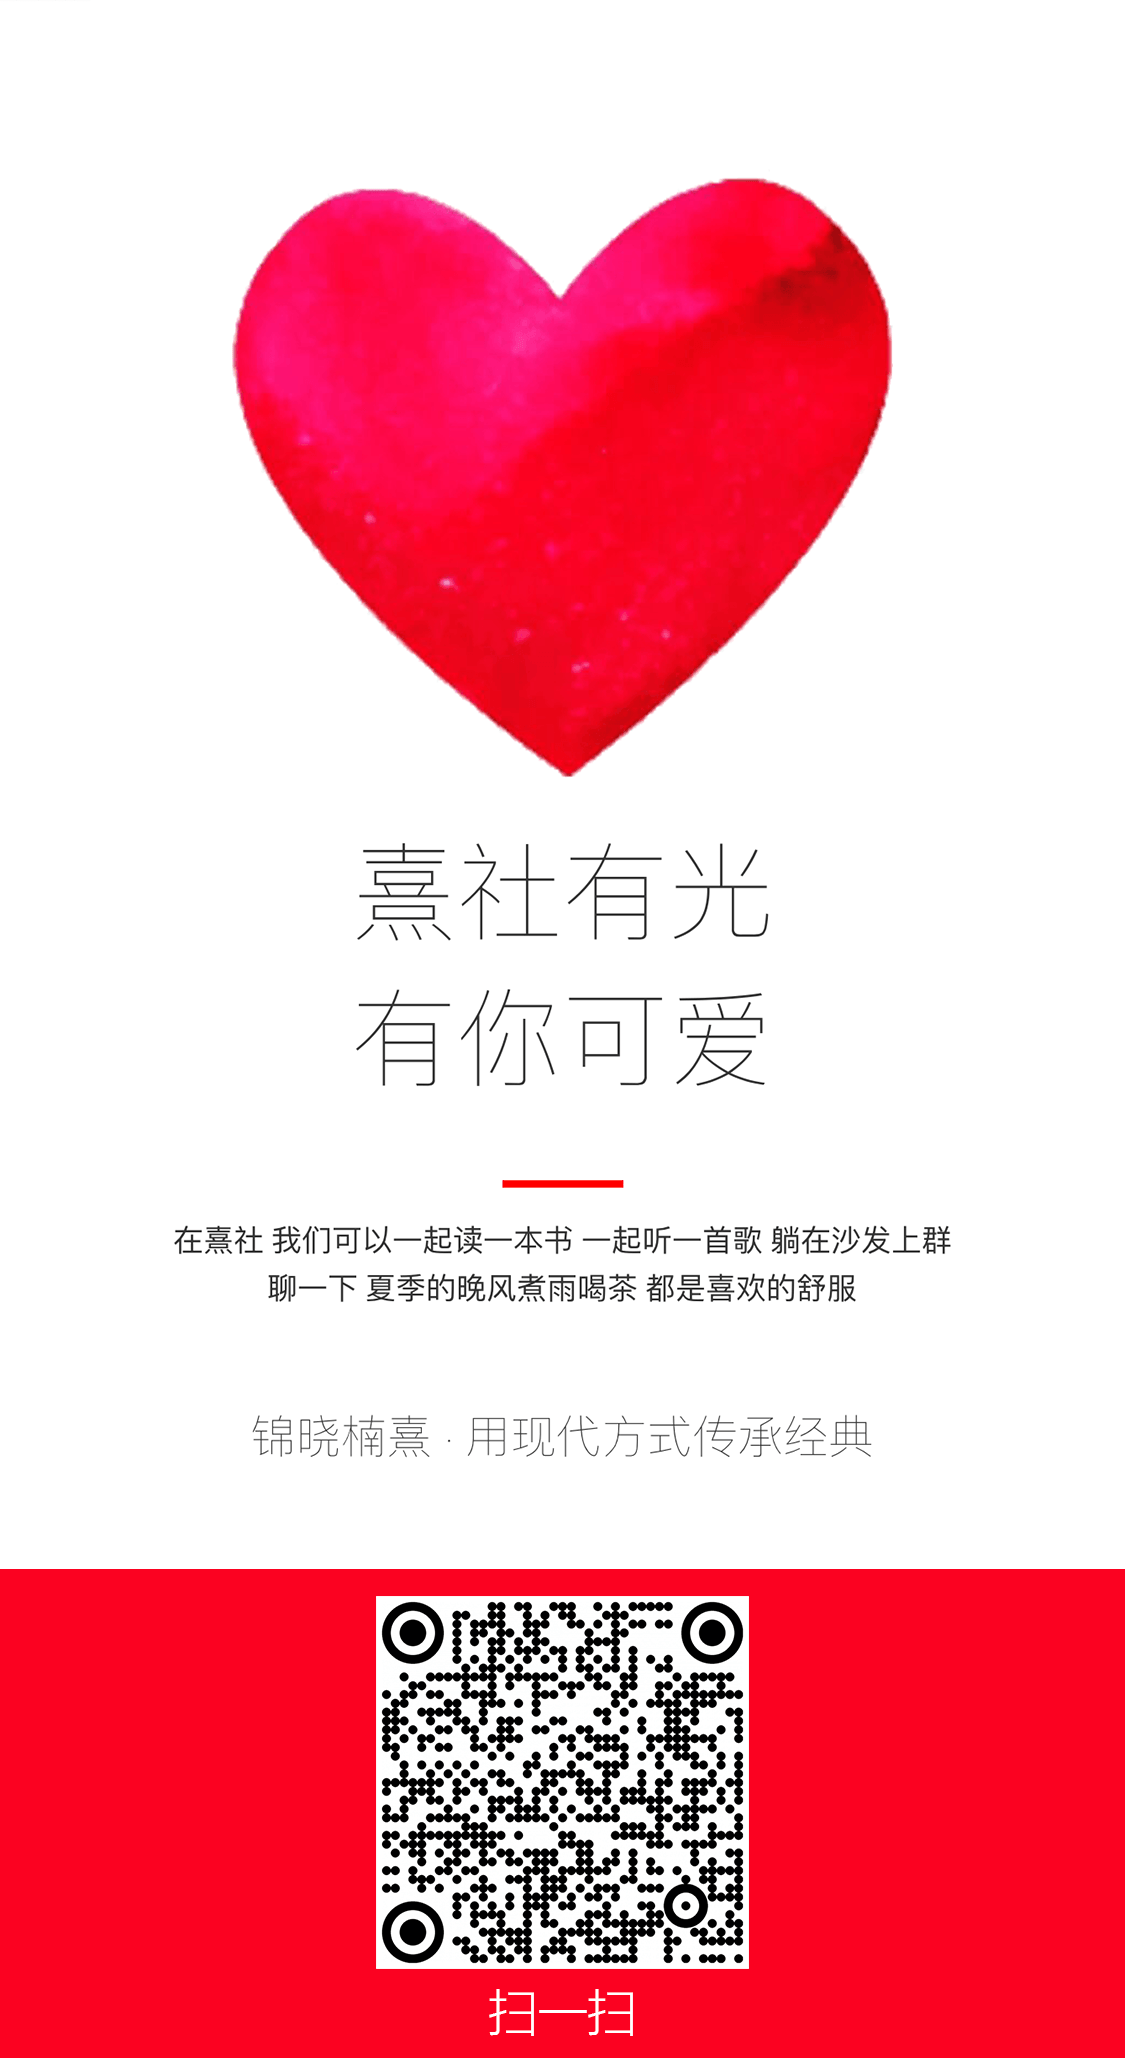 熹社有光
有你可爱
在熹社 我们可以一起读一本书 一起听一首歌 躺在沙发上群
聊一下 夏季的晚风煮雨喝茶 都是喜欢的舒服
锦晓楠熹 · 用现代方式传承经典
扫一扫